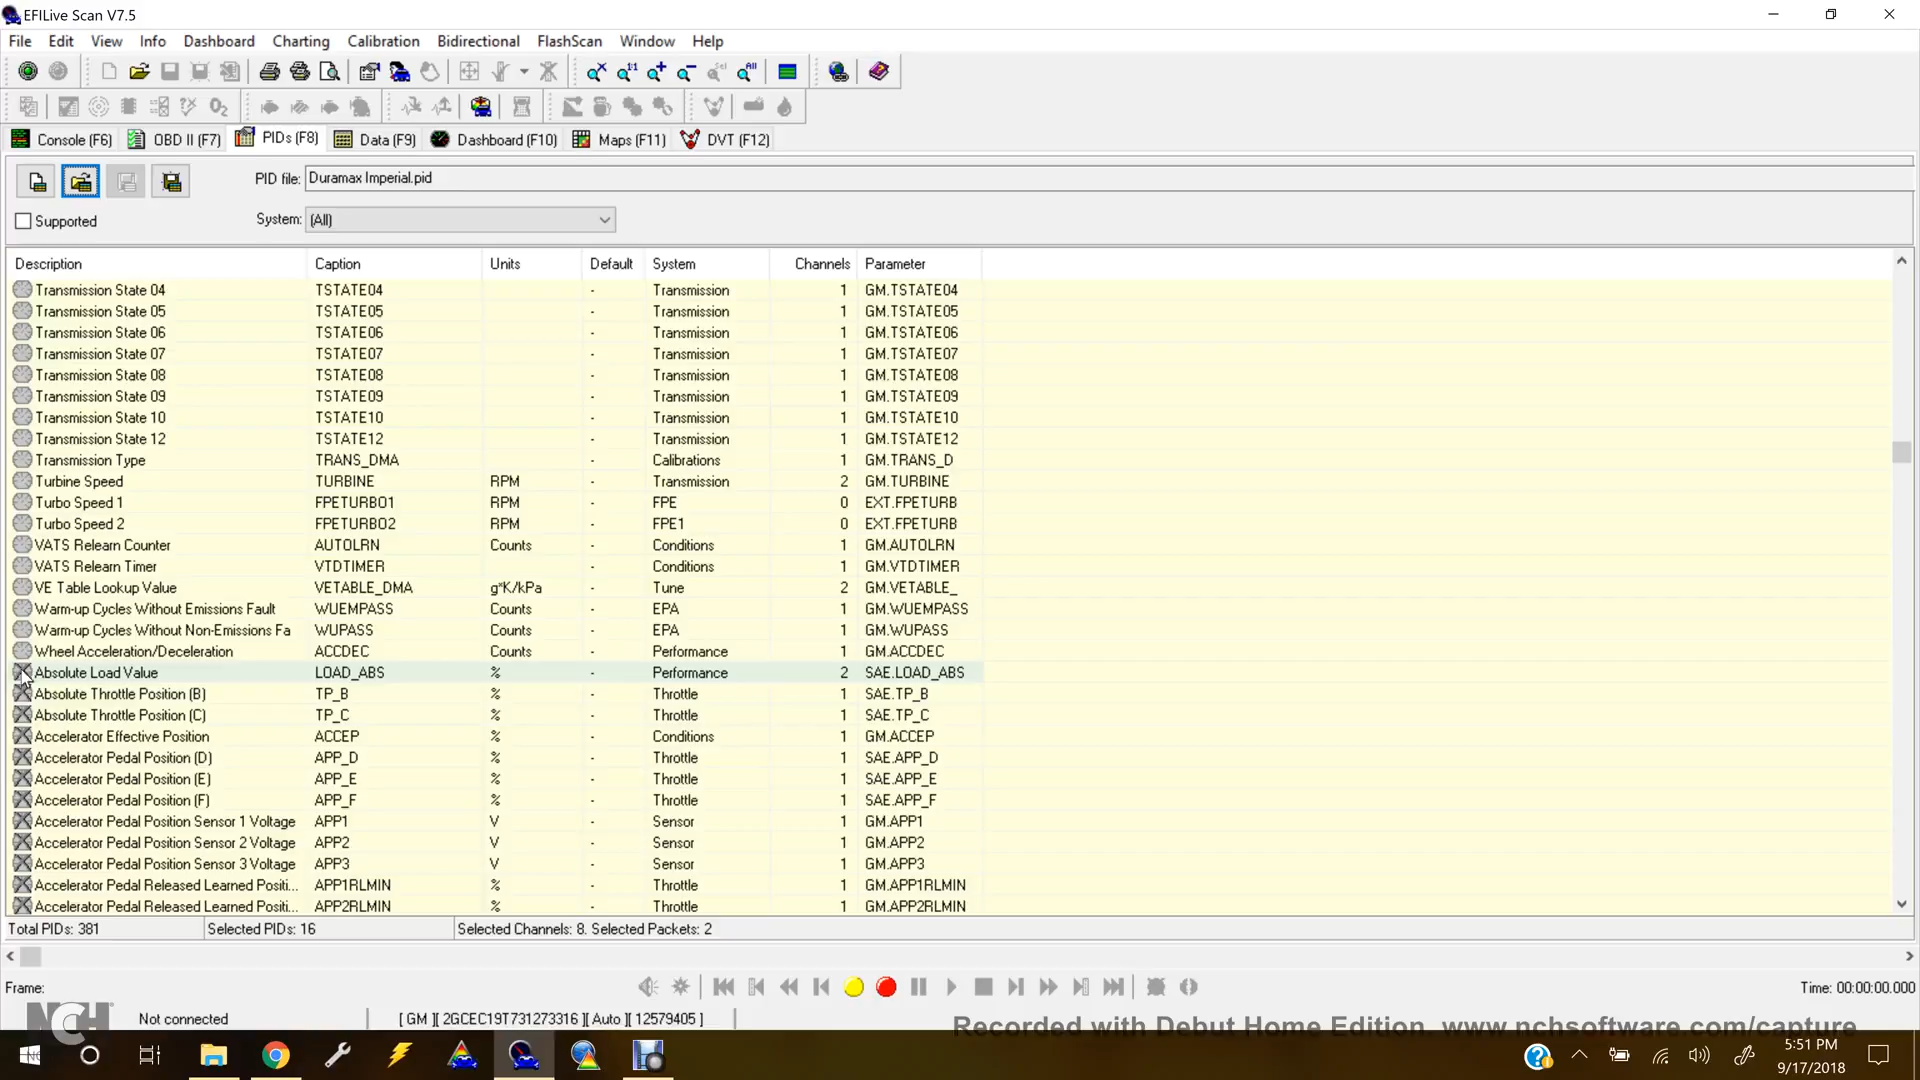 EFILive Scan V7.5
File Edit View Info Dashboard Charting Calibration Bidirectional FlashScan Window Help
Console (F6) OBD II (F7) PIDs (F8) Data (F9) Dashboard (F10) Maps (F11) DVT (F12)
PID file: Duramax Imperial.pid
Supported System: (All)
Description Caption Units Default System Channels Parameter
Transmission State 04 TSTATE04 - Transmission 1 GM.TSTATE04
Transmission State 05 TSTATE05 - Transmission 1 GM.TSTATE05
Transmission State 06 TSTATE06 - Transmission 1 GM.TSTATE06
Transmission State 07 TSTATE07 - Transmission 1 GM.TSTATE07
Transmission State 08 TSTATE08 - Transmission 1 GM.TSTATE08
Transmission State 09 TSTATE09 - Transmission 1 GM.TSTATE09
Transmission State 10 TSTATE10 - Transmission 1 GM.TSTATE10
Transmission State 12 TSTATE12 - Transmission 1 GM.TSTATE12
Transmission Type TRANS_DMA - Calibrations 1 GM.TRANS_D
Turbine Speed TURBINE RPM - Transmission 2 GM.TURBINE
Turbo Speed 1 FPETURBO1 RPM - FPE 0 EXT.FPETURB
Turbo Speed 2 FPETURBO2 RPM - FPE1 0 EXT.FPETURB
VATS Relearn Counter AUTOLRN Counts - Conditions 1 GM.AUTOLRN
VATS Relearn Timer VTDTIMER - Conditions 1 GM.VTDTIMER
VE Table Lookup Value VETABLE_DMA g*K/kPa - Tune 2 GM.VETABLE_
Warm-up Cycles Without Emissions Fault WUEMPASS Counts - EPA 1 GM.WUEMPASS
Warm-up Cycles Without Non-Emissions Fa WUPASS Counts - EPA 1 GM.WUPASS
Wheel Acceleration/Deceleration ACCDEC Counts - Performance 1 GM.ACCDEC
Absolute Load Value LOAD_ABS % - Performance 2 SAE.LOAD_ABS
Absolute Throttle Position (B) TP_B % - Throttle 1 SAE.TP_B
Absolute Throttle Position (C) TP_C % - Throttle 1 SAE.TP_C
Accelerator Effective Position ACCEP % - Conditions 1 GM.ACCEP
Accelerator Pedal Position (D) APP_D % - Throttle 1 SAE.APP_D
Accelerator Pedal Position (E) APP_E % - Throttle 1 SAE.APP_E
Accelerator Pedal Position (F) APP_F % - Throttle 1 SAE.APP_F
Accelerator Pedal Position Sensor 1 Voltage APP1 V - Sensor 1 GM.APP1
Accelerator Pedal Position Sensor 2 Voltage APP2 V - Sensor 1 GM.APP2
Accelerator Pedal Position Sensor 3 Voltage APP3 V - Sensor 1 GM.APP3
Accelerator Pedal Released Learned Positi... APP1RLMIN % - Throttle 1 GM.APP1RLMIN
Accelerator Pedal Released Learned Positi... APP2RLMIN % - Throttle 1 GM.APP2RLMIN
Total PIDs: 381 Selected PIDs: 16 Selected Channels: 8. Selected Packets: 2
Frame: Time: 00:00:00.000
NCH Not connected [ GM ][ 2GCEC19T731273316 ][ Auto ][ 12579405 ]
Recorded with Debut Home Edition. www.nchsoftware.com/capture
5:51 PM
9/17/2018